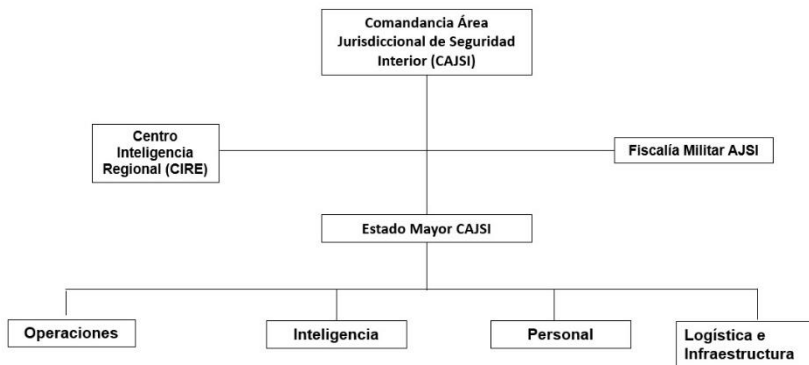 Comandancia Área
Jurisdiccional de Seguridad
Interior (CAJSI)
Centro
Inteligencia
Regional (CIRE)
Fiscalía Militar AJSI
Estado Mayor CAJSI
Operaciones
Inteligencia
Personal
Logística e
Infraestructura